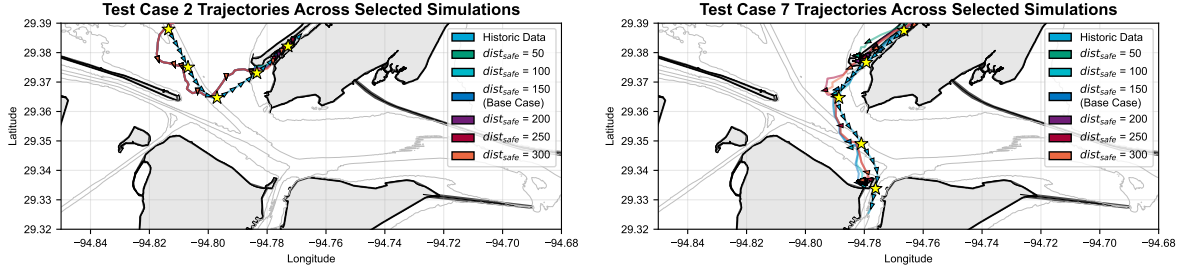 Test Case 2 Trajectories Across Selected Simulations
29.39
29.38
29.37
29.36
29.35
29.34
29.33
29.32
Latitude
−94.84
−94.82
−94.80
−94.78
−94.76
−94.74
−94.72
−94.70
−94.68
Longitude
Historic Data
dist_safe = 50
dist_safe = 100
dist_safe = 150
(Base Case)
dist_safe = 200
dist_safe = 250
dist_safe = 300
Test Case 7 Trajectories Across Selected Simulations
29.39
29.38
29.37
29.36
29.35
29.34
29.33
29.32
Latitude
−94.84
−94.82
−94.80
−94.78
−94.76
−94.74
−94.72
−94.70
−94.68
Longitude
Historic Data
dist_safe = 50
dist_safe = 100
dist_safe = 150
(Base Case)
dist_safe = 200
dist_safe = 250
dist_safe = 300